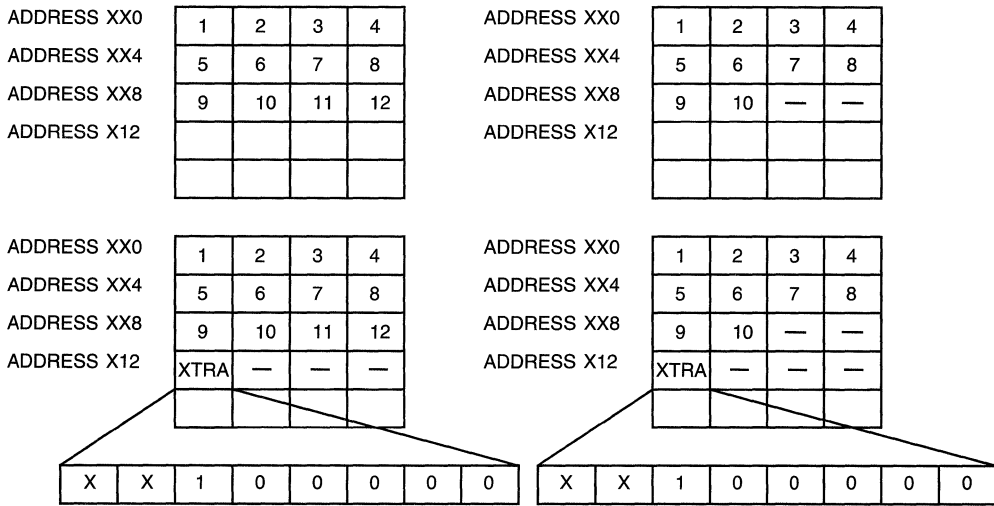 ADDRESS XX0 1 2 3 4
ADDRESS XX4 5 6 7 8
ADDRESS XX8 9 10 11 12
ADDRESS X12
ADDRESS XX0 1 2 3 4
ADDRESS XX4 5 6 7 8
ADDRESS XX8 9 10 — —
ADDRESS X12
ADDRESS XX0 1 2 3 4
ADDRESS XX4 5 6 7 8
ADDRESS XX8 9 10 11 12
ADDRESS X12 XTRA — — —
X X 1 0 0 0 0 0
ADDRESS XX0 1 2 3 4
ADDRESS XX4 5 6 7 8
ADDRESS XX8 9 10 — —
ADDRESS X12 XTRA — — —
X X 1 0 0 0 0 0